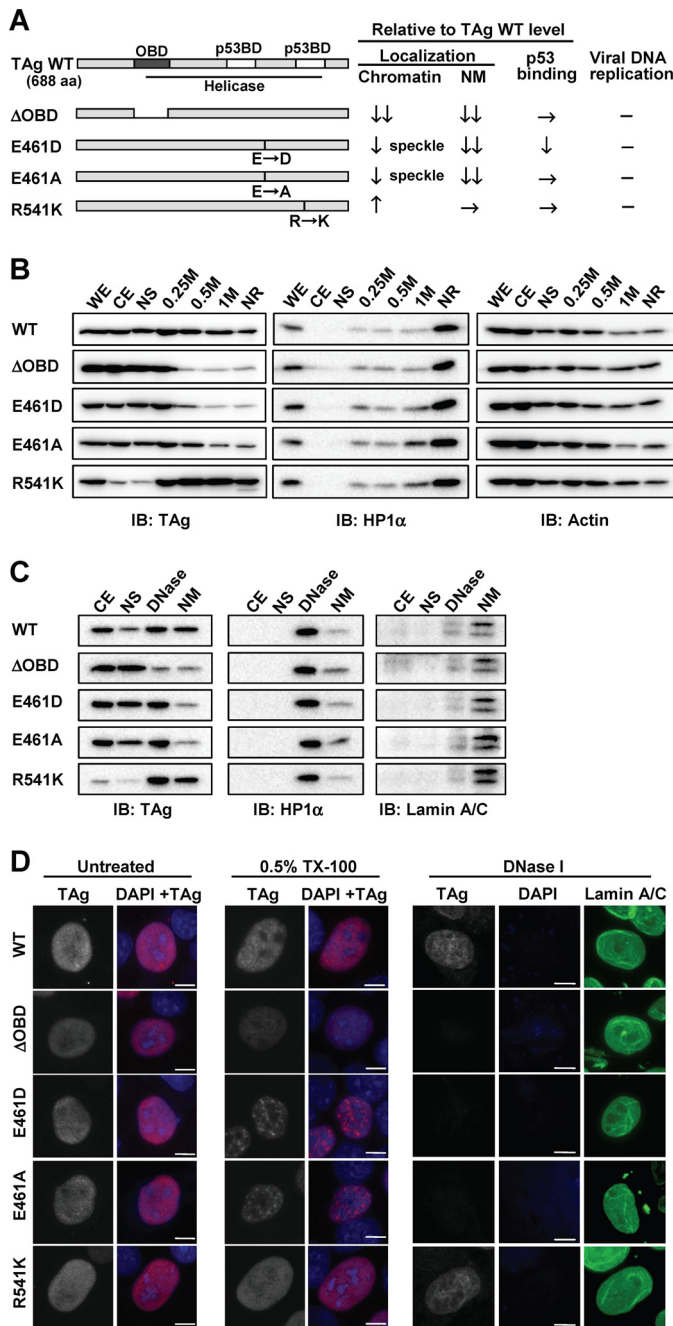 A
Relative to TAg WT level
OBD p53BD p53BD
Localization
p53 binding
Viral DNA replication
TAg WT
(688 aa)
Helicase
Chromatin NM
ΔOBD ↓↓ ↓↓ → –
E461D ↓ speckle ↓↓ ↓ –
E→D
E461A ↓ speckle ↓↓ → –
E→A
R541K ↑ → → –
R→K
B
WE CE NS 0.25M 0.5M 1M NR WE CE NS 0.25M 0.5M 1M NR WE CE NS 0.25M 0.5M 1M NR
WT
ΔOBD
E461D
E461A
R541K
IB: TAg IB: HP1α IB: Actin
C
CE NS DNase NM CE NS DNase NM CE NS DNase NM
WT
ΔOBD
E461D
E461A
R541K
IB: TAg IB: HP1α IB: Lamin A/C
D
Untreated 0.5% TX-100 DNase I
TAg DAPI +TAg TAg DAPI +TAg TAg DAPI Lamin A/C
WT
ΔOBD
E461D
E461A
R541K